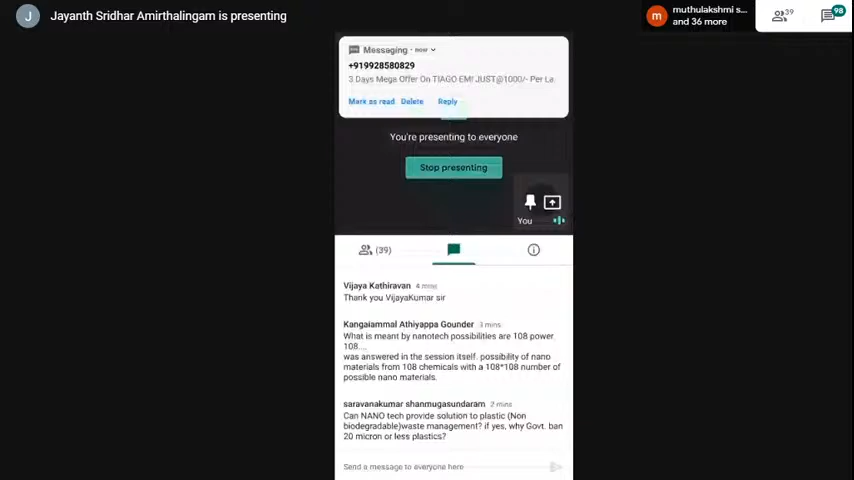 J Jayanth Sridhar Amirthalingam is presenting
m muthulakshmi s...
and 36 more
39
98
Messaging · now
+919928580829
3 Days Mega Offer On TIAGO EM! JUST@1000/- Per La
Mark as read Delete Reply
You're presenting to everyone
Stop presenting
You
(39)
Vijaya Kathiravan 4 mins
Thank you VijayaKumar sir
Kangaiammal Athiyappa Gounder 3 mins
What is meant by nanotech possibilities are 108 power
108....
was answered in the session itself. possibility of nano
materials from 108 chemicals with a 108*108 number of
possible nano materials.
saravanakumar shanmugasundaram 2 mins
Can NANO tech provide solution to plastic (Non
biodegradable)waste management? if yes, why Govt. ban
20 micron or less plastics?
Send a message to everyone here